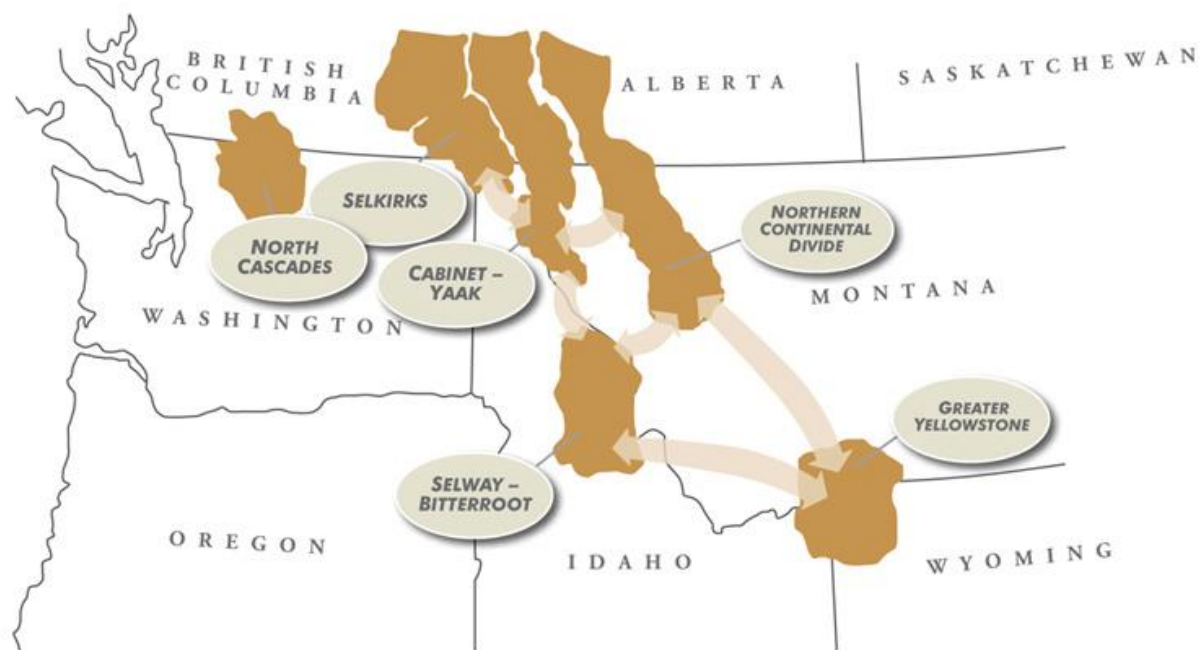 BRITISH
COLUMBIA
ALBERTA
SASKATCHEWAN
SELKIRKS
NORTH
CASCADES
CABINET –
YAAK
NORTHERN
CONTINENTAL
DIVIDE
MONTANA
WASHINGTON
GREATER
YELLOWSTONE
SELWAY –
BITTERROOT
OREGON
IDAHO
WYOMING